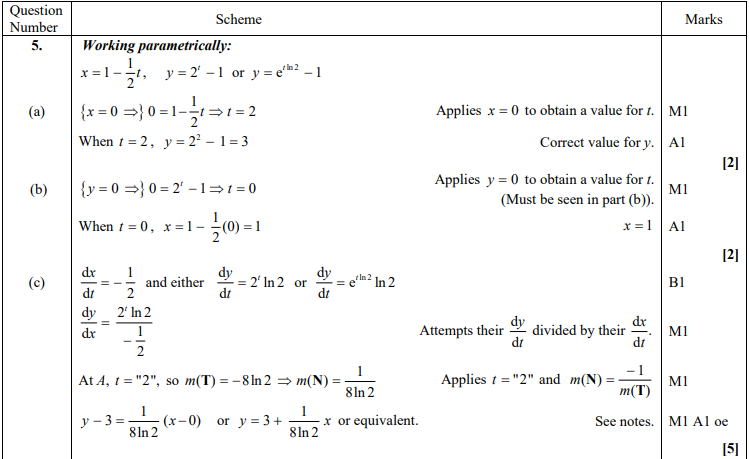 Question Number Scheme Marks
5. Working parametrically:
x = 1 − 1/2 t, y = 2^t − 1 or y = e^(t ln 2) − 1
(a) {x = 0 ⇒} 0 = 1 − 1/2 t ⇒ t = 2 Applies x = 0 to obtain a value for t. M1
When t = 2, y = 2² − 1 = 3 Correct value for y. A1
[2]
(b) {y = 0 ⇒} 0 = 2^t − 1 ⇒ t = 0 Applies y = 0 to obtain a value for t. (Must be seen in part (b)). M1
When t = 0, x = 1 − 1/2 (0) = 1 x = 1 A1
[2]
(c) dx/dt = −1/2 and either dy/dt = 2^t ln 2 or dy/dt = e^(t ln 2) ln 2 B1
dy/dx = (2^t ln 2)/(−1/2) Attempts their dy/dt divided by their dx/dt. M1
At A, t = "2", so m(T) = −8 ln 2 ⇒ m(N) = 1/(8 ln 2) Applies t = "2" and m(N) = −1/m(T) M1
y − 3 = 1/(8 ln 2) (x − 0) or y = 3 + 1/(8 ln 2) x or equivalent. See notes. M1 A1 oe
[5]